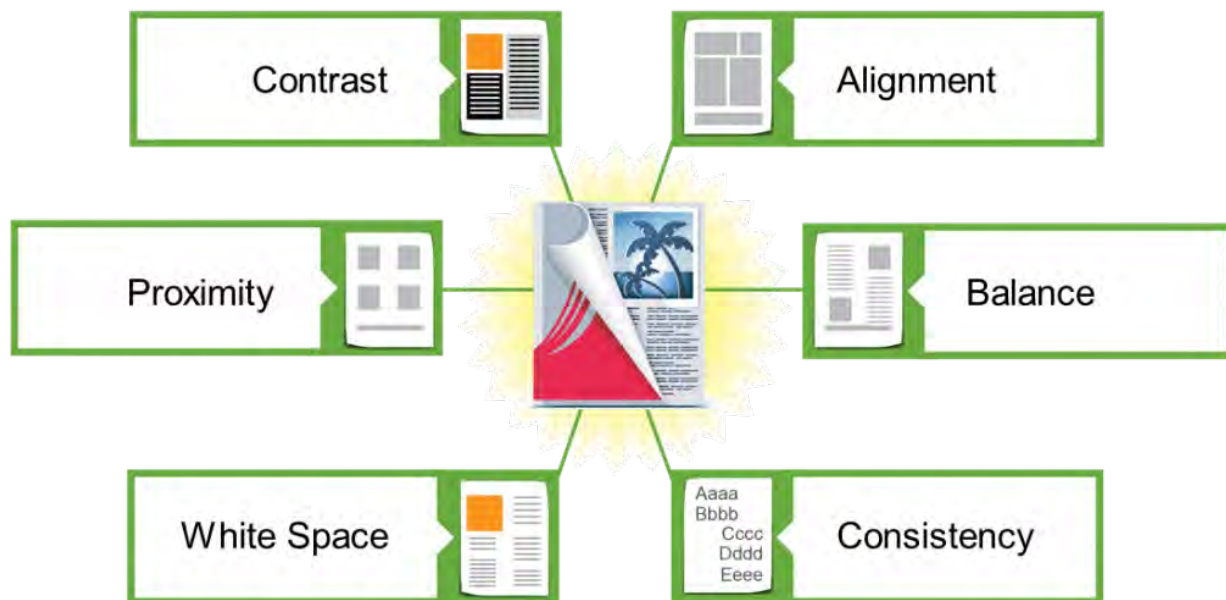 Contrast
Alignment
Proximity
Balance
White Space
Aaaa
Bbbb
Cccc
Dddd
Eeee
Consistency